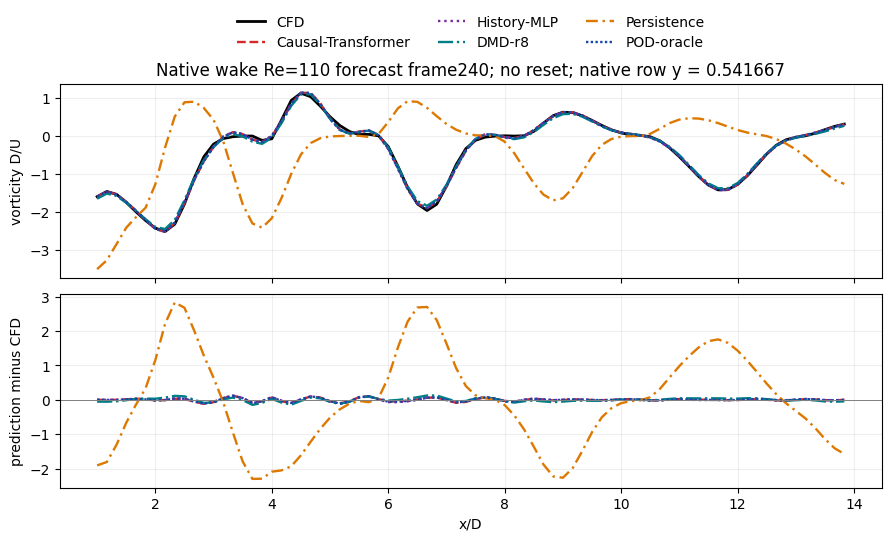 CFD History-MLP Persistence
Causal-Transformer DMD-r8 POD-oracle
Native wake Re=110 forecast frame240; no reset; native row y = 0.541667
vorticity D/U
1
0
−1
−2
−3
prediction minus CFD
3
2
1
0
−1
−2
2 4 6 8 10 12 14
x/D